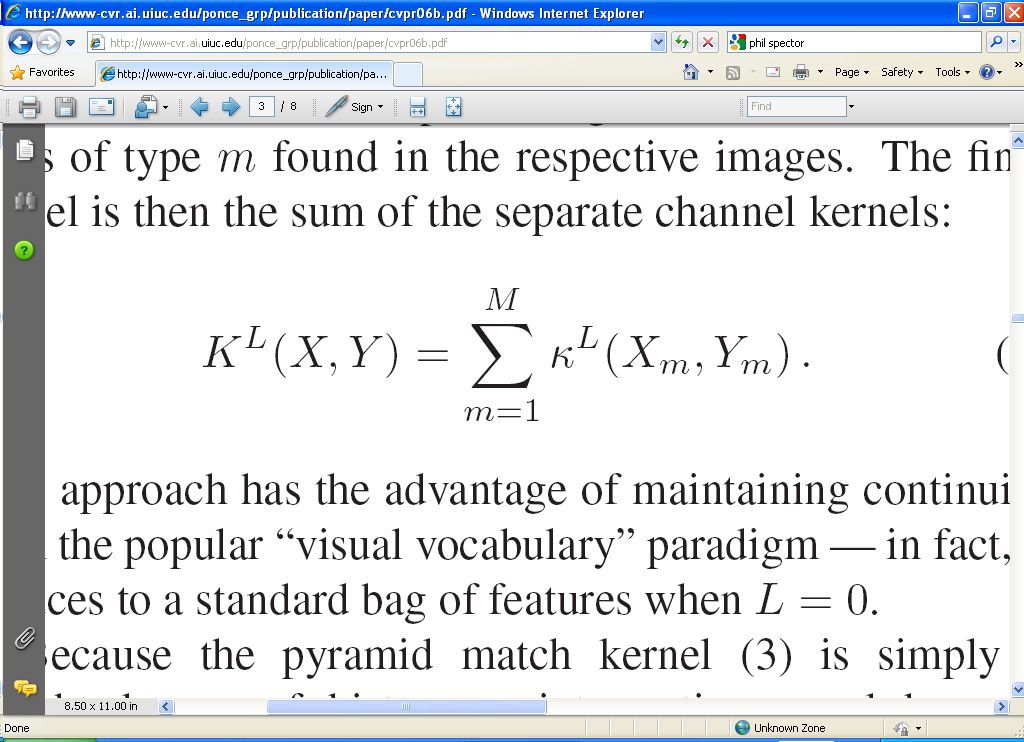 http://www-cvr.ai.uiuc.edu/ponce_grp/publication/paper/cvpr06b.pdf - Windows Internet Explorer
http://www-cvr.ai.uiuc.edu/ponce_grp/publication/paper/cvpr06b.pdf phil spector
Favorites http://www-cvr.ai.uiuc.edu/ponce_grp/publication/pa... Page Safety Tools
3 / 8 Sign Find
s of type m found in the respective images. The fin
el is then the sum of the separate channel kernels:
K^L(X, Y) = ∑_{m=1}^{M} κ^L(X_m, Y_m) . (
approach has the advantage of maintaining continui
the popular “visual vocabulary” paradigm — in fact,
ces to a standard bag of features when L = 0.
Because the pyramid match kernel (3) is simply
8.50 x 11.00 in
Done Unknown Zone